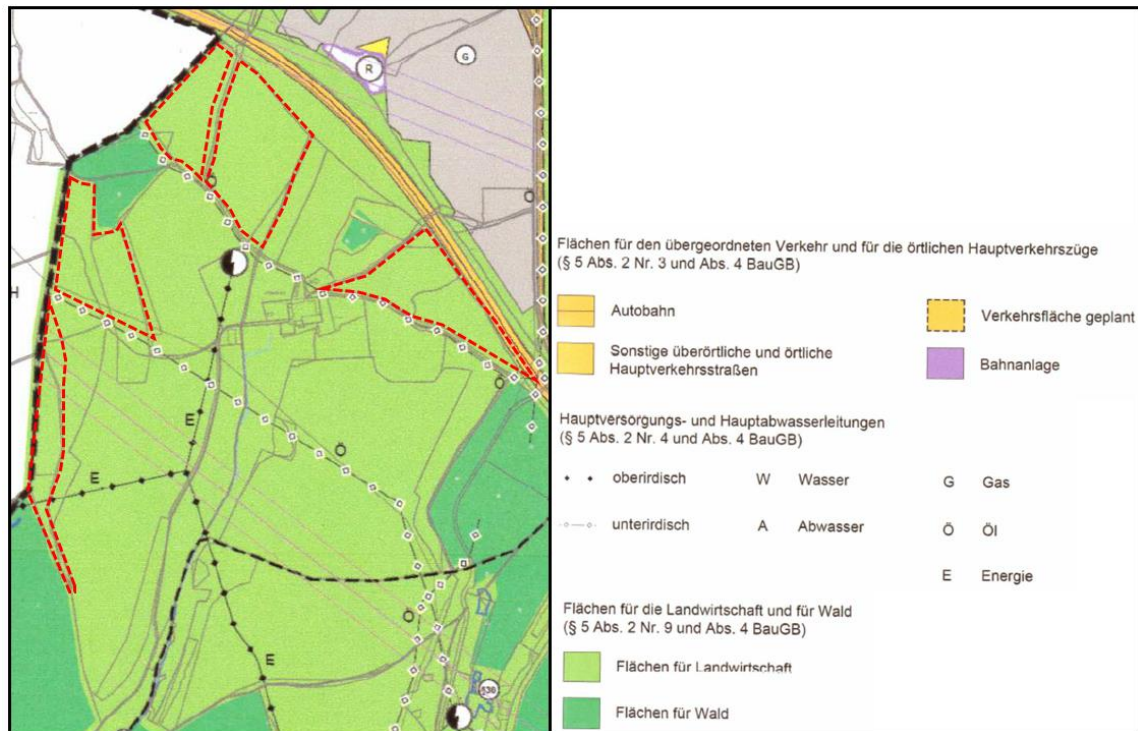 R
G
Ö
Ö
H
E
Ö
Ö
E
Ö
E
536
Flächen für den übergeordneten Verkehr und für die örtlichen Hauptverkehrszüge
(§ 5 Abs. 2 Nr. 3 und Abs. 4 BauGB)
Autobahn
Verkehrsfläche geplant
Sonstige überörtliche und örtliche
Hauptverkehrsstraßen
Bahnanlage
Hauptversorgungs- und Hauptabwasserleitungen
(§ 5 Abs. 2 Nr. 4 und Abs. 4 BauGB)
oberirdisch
W Wasser
G Gas
unterirdisch
A Abwasser
Ö Öl
E Energie
Flächen für die Landwirtschaft und für Wald
(§ 5 Abs. 2 Nr. 9 und Abs. 4 BauGB)
Flächen für Landwirtschaft
Flächen für Wald